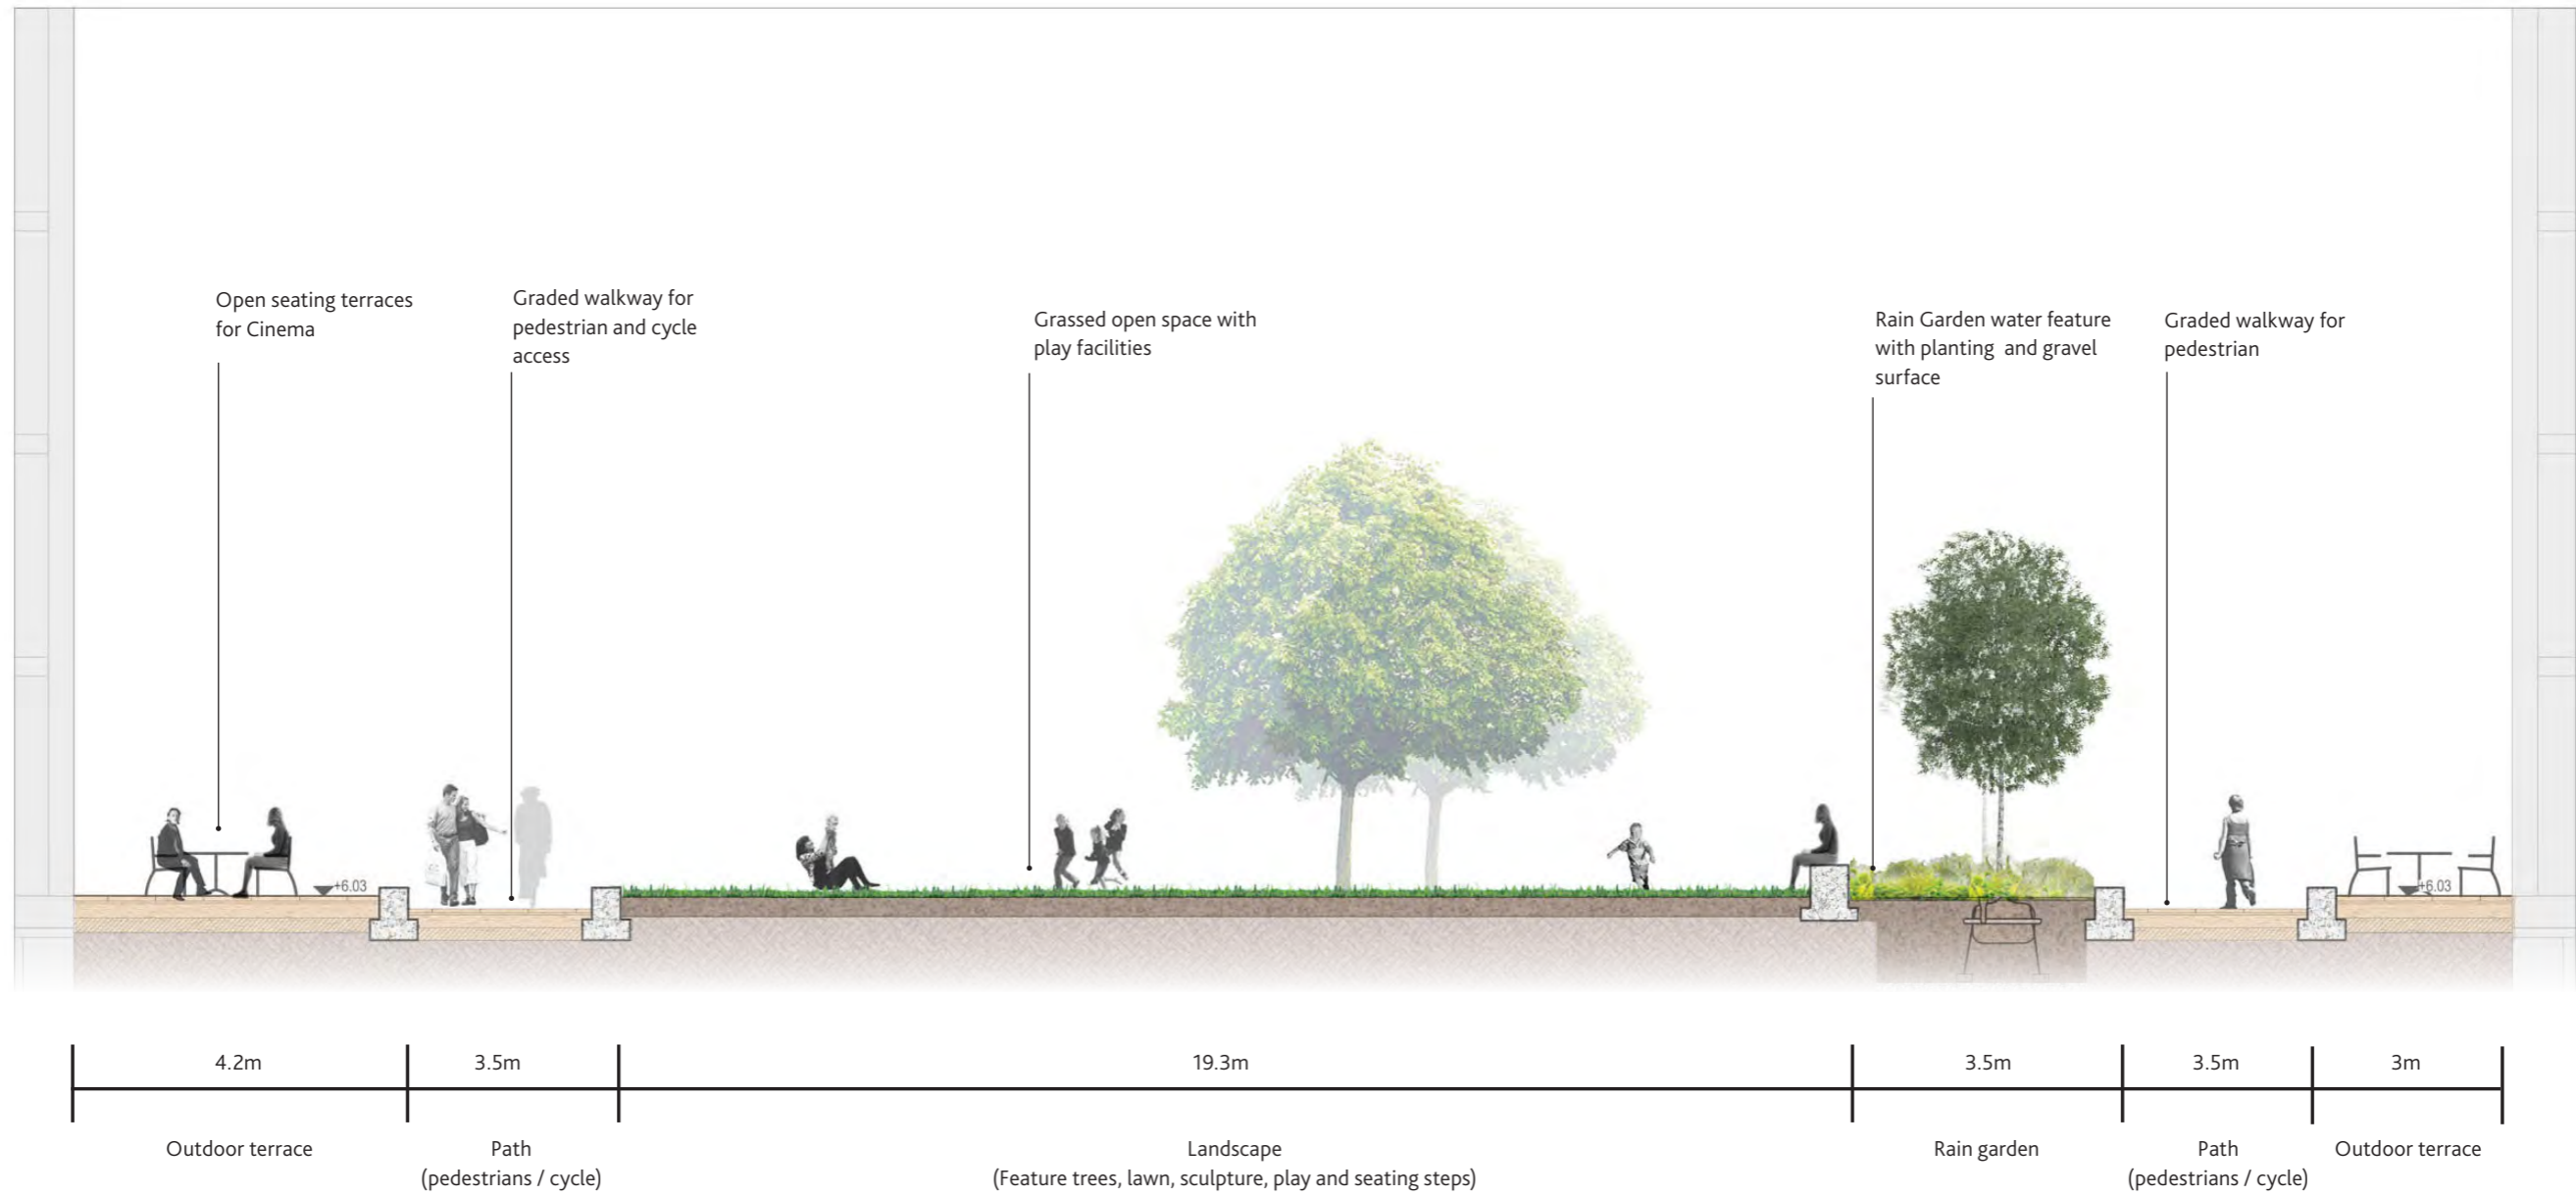 Open seating terraces
for Cinema
Graded walkway for
pedestrian and cycle
access
Grassed open space with
play facilities
Rain Garden water feature
with planting  and gravel
surface
Graded walkway for
pedestrian
+6.03
+6.03
4.2m
3.5m
19.3m
3.5m
3.5m
3m
Outdoor terrace
Path
(pedestrians / cycle)
Landscape
(Feature trees, lawn, sculpture, play and seating steps)
Rain garden
Path
(pedestrians / cycle)
Outdoor terrace